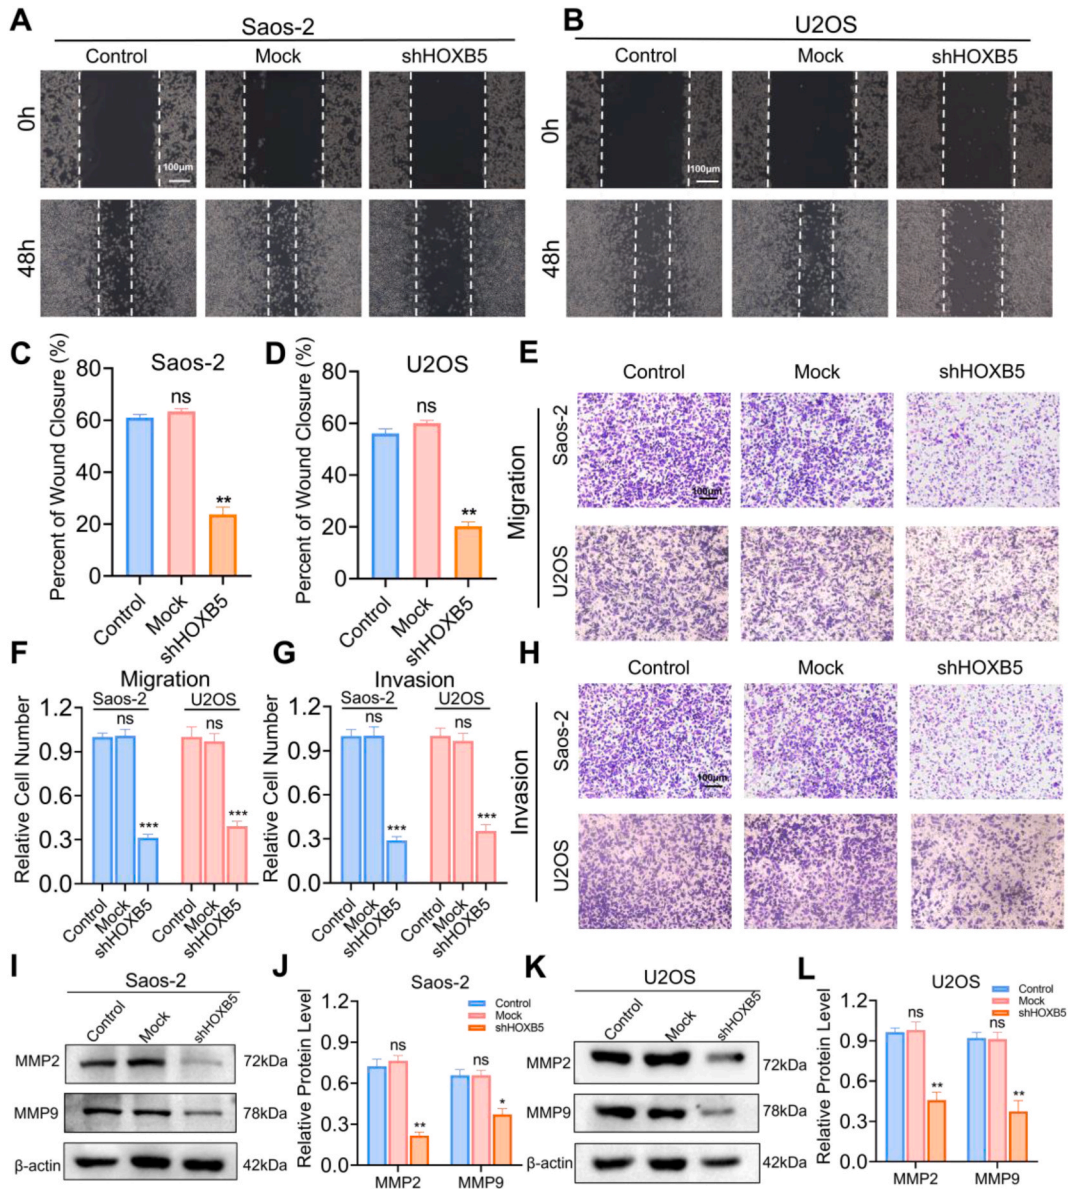 A
Saos-2
Control Mock shHOXB5
0h
100μm
48h
B
U2OS
Control Mock shHOXB5
0h
100μm
48h
C
Saos-2
Percent of Wound Closure (%)
80
60
40
20
0
ns
**
Control Mock shHOXB5
D
U2OS
Percent of Wound Closure (%)
80
60
40
20
0
ns
**
Control Mock shHOXB5
E
Control Mock shHOXB5
Migration
Saos-2
100μm
U2OS
F
Migration
Saos-2 U2OS
Relative Cell Number
1.2
0.9
0.6
0.3
0.0
ns ns
*** ***
Control Mock shHOXB5 Control Mock shHOXB5
G
Invasion
Saos-2 U2OS
Relative Cell Number
1.2
0.9
0.6
0.3
0.0
ns ns
*** ***
Control Mock shHOXB5 Control Mock shHOXB5
H
Control Mock shHOXB5
Invasion
Saos-2
100μm
U2OS
I
Saos-2
Control Mock shHOXB5
MMP2 72kDa
MMP9 78kDa
β-actin 42kDa
J
Saos-2
Control
Mock
shHOXB5
Relative Protein Level
1.2
0.9
0.6
0.3
0.0
ns ns
** *
MMP2 MMP9
K
U2OS
Control Mock shHOXB5
MMP2 72kDa
MMP9 78kDa
β-actin 42kDa
L
U2OS
Control
Mock
shHOXB5
Relative Protein Level
1.2
0.9
0.6
0.3
0.0
ns ns
** **
MMP2 MMP9